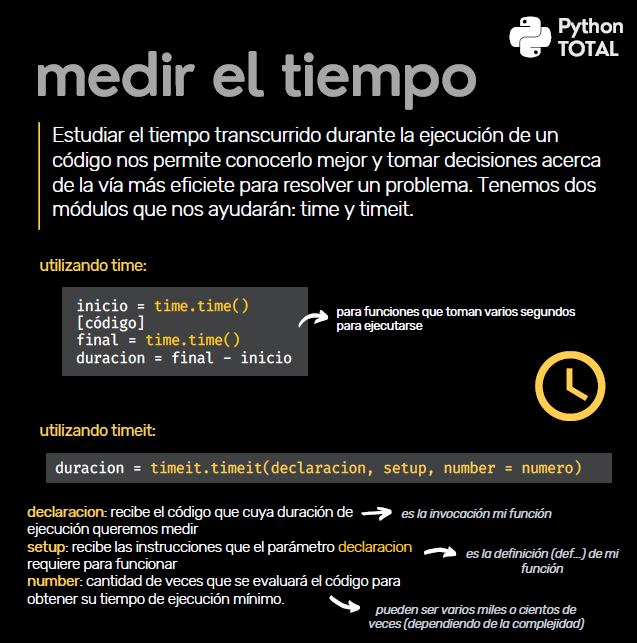 Python
TOTAL
medir el tiempo
Estudiar el tiempo transcurrido durante la ejecución de un
código nos permite conocerlo mejor y tomar decisiones acerca
de la vía más eficiete para resolver un problema. Tenemos dos
módulos que nos ayudarán: time y timeit.
utilizando time:
inicio = time.time()
[código]
final = time.time()
duracion = final - inicio
para funciones que toman varios segundos
para ejecutarse
utilizando timeit:
duracion = timeit.timeit(declaracion, setup, number = numero)
declaracion: recibe el código que cuya duración de
ejecución queremos medir
es la invocación mi función
setup: recibe las instrucciones que el parámetro declaracion
requiere para funcionar
es la definición (def...) de mi
función
number: cantidad de veces que se evaluará el código para
obtener su tiempo de ejecución mínimo.
pueden ser varios miles o cientos de
veces (dependiendo de la complejidad)